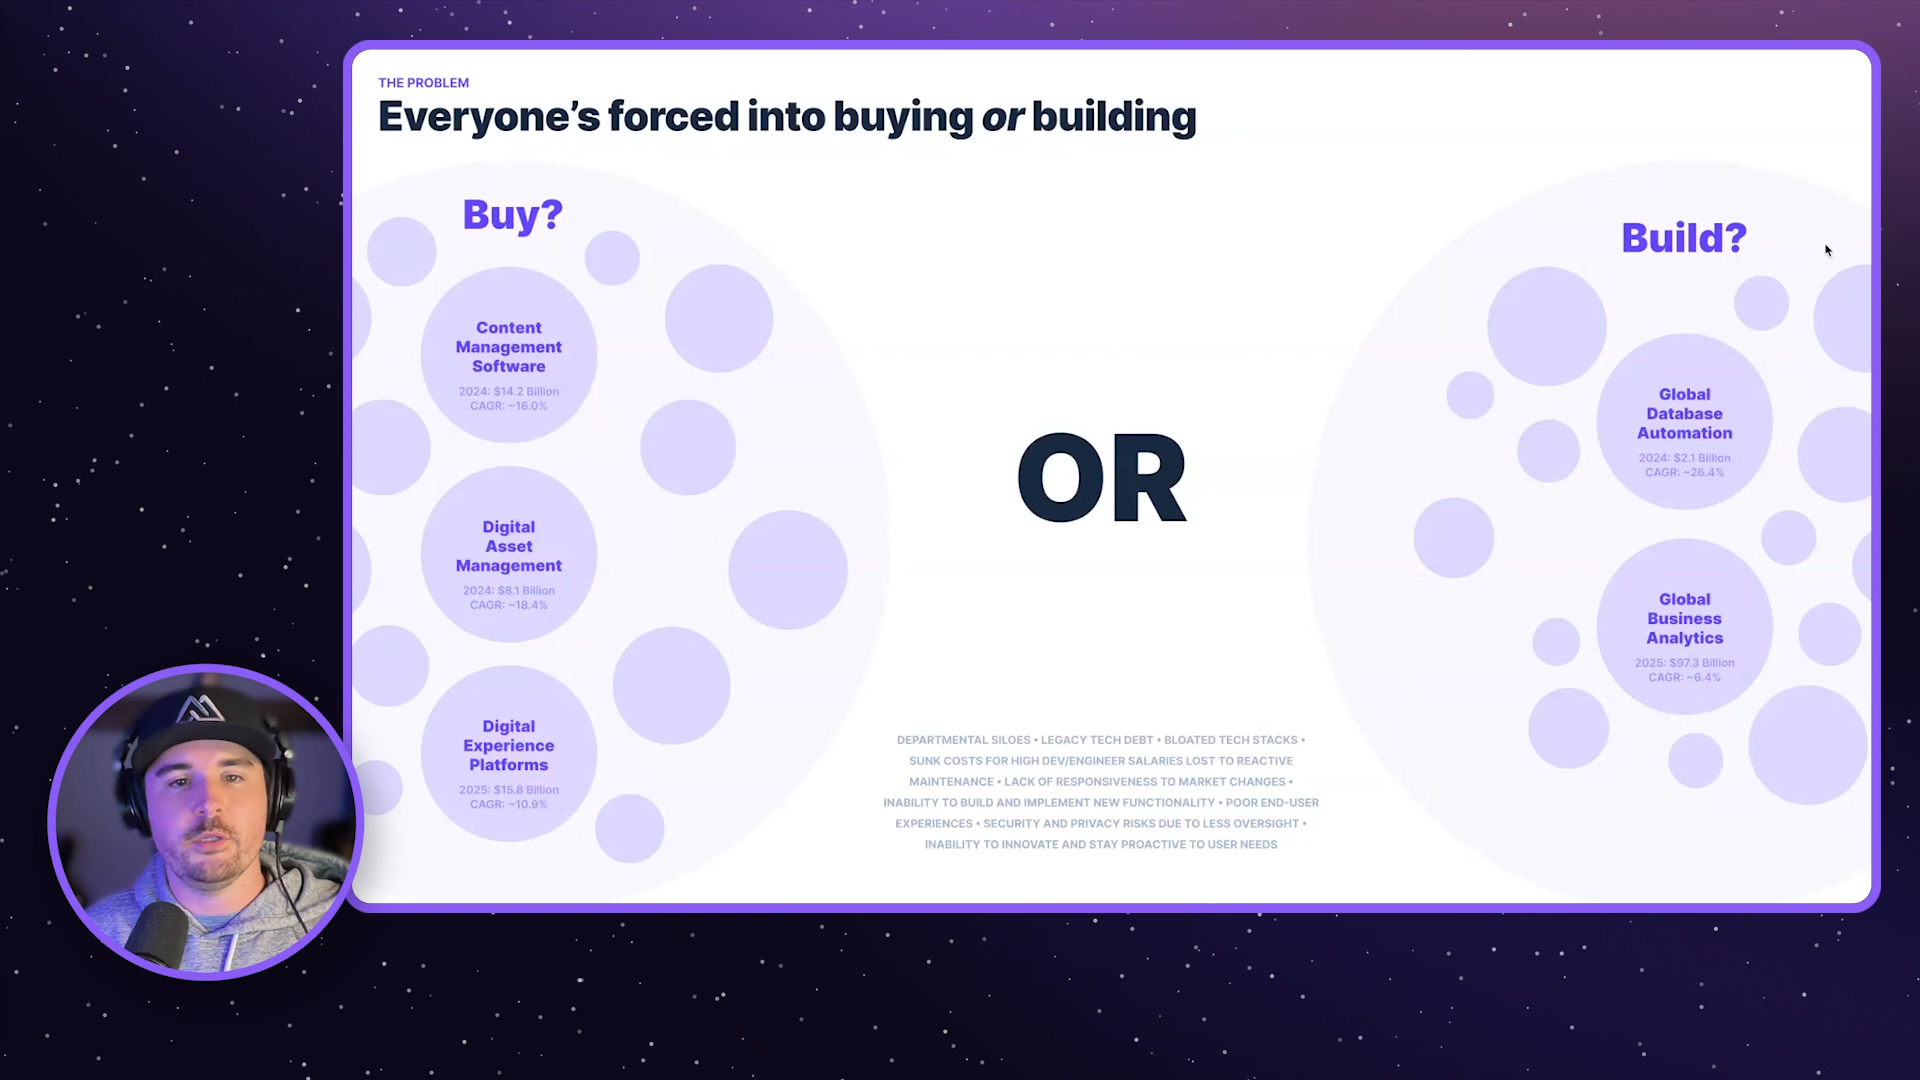 THE PROBLEM
Everyone's forced into buying or building
Buy?
Content
Management
Software
2024: $14.2 Billion
CAGR: ~16.0%
Digital
Asset
Management
2024: $8.1 Billion
CAGR: ~18.4%
Digital
Experience
Platforms
2025: $15.8 Billion
CAGR: ~10.9%
OR
DEPARTMENTAL SILOES • LEGACY TECH DEBT • BLOATED TECH STACKS •
SUNK COSTS FOR HIGH DEV/ENGINEER SALARIES LOST TO REACTIVE
MAINTENANCE • LACK OF RESPONSIVENESS TO MARKET CHANGES •
INABILITY TO BUILD AND IMPLEMENT NEW FUNCTIONALITY • POOR END-USER
EXPERIENCES • SECURITY AND PRIVACY RISKS DUE TO LESS OVERSIGHT •
INABILITY TO INNOVATE AND STAY PROACTIVE TO USER NEEDS
Build?
Global
Database
Automation
2024: $2.1 Billion
CAGR: ~26.4%
Global
Business
Analytics
2025: $97.3 Billion
CAGR: ~6.4%